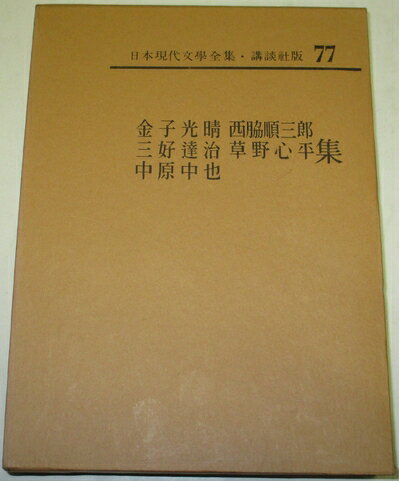 日本現代文學全集・講談社版 77
金子光晴 西脇順三郎
三好達治 草野心平 集
中原中也